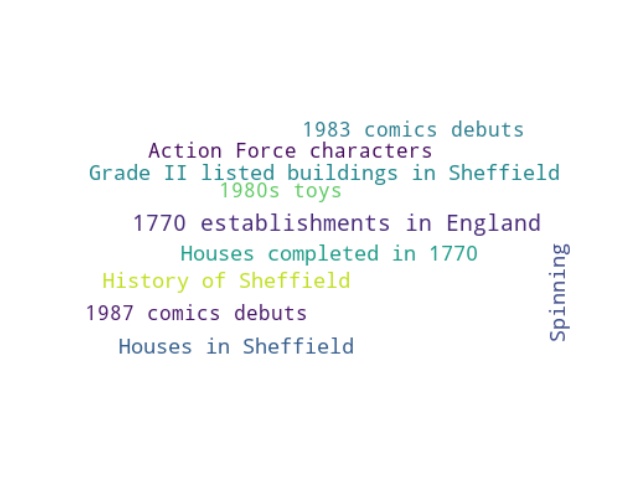 1983 comics debuts
Action Force characters
Grade II listed buildings in Sheffield
1980s toys
1770 establishments in England
Houses completed in 1770
Spinning
History of Sheffield
1987 comics debuts
Houses in Sheffield